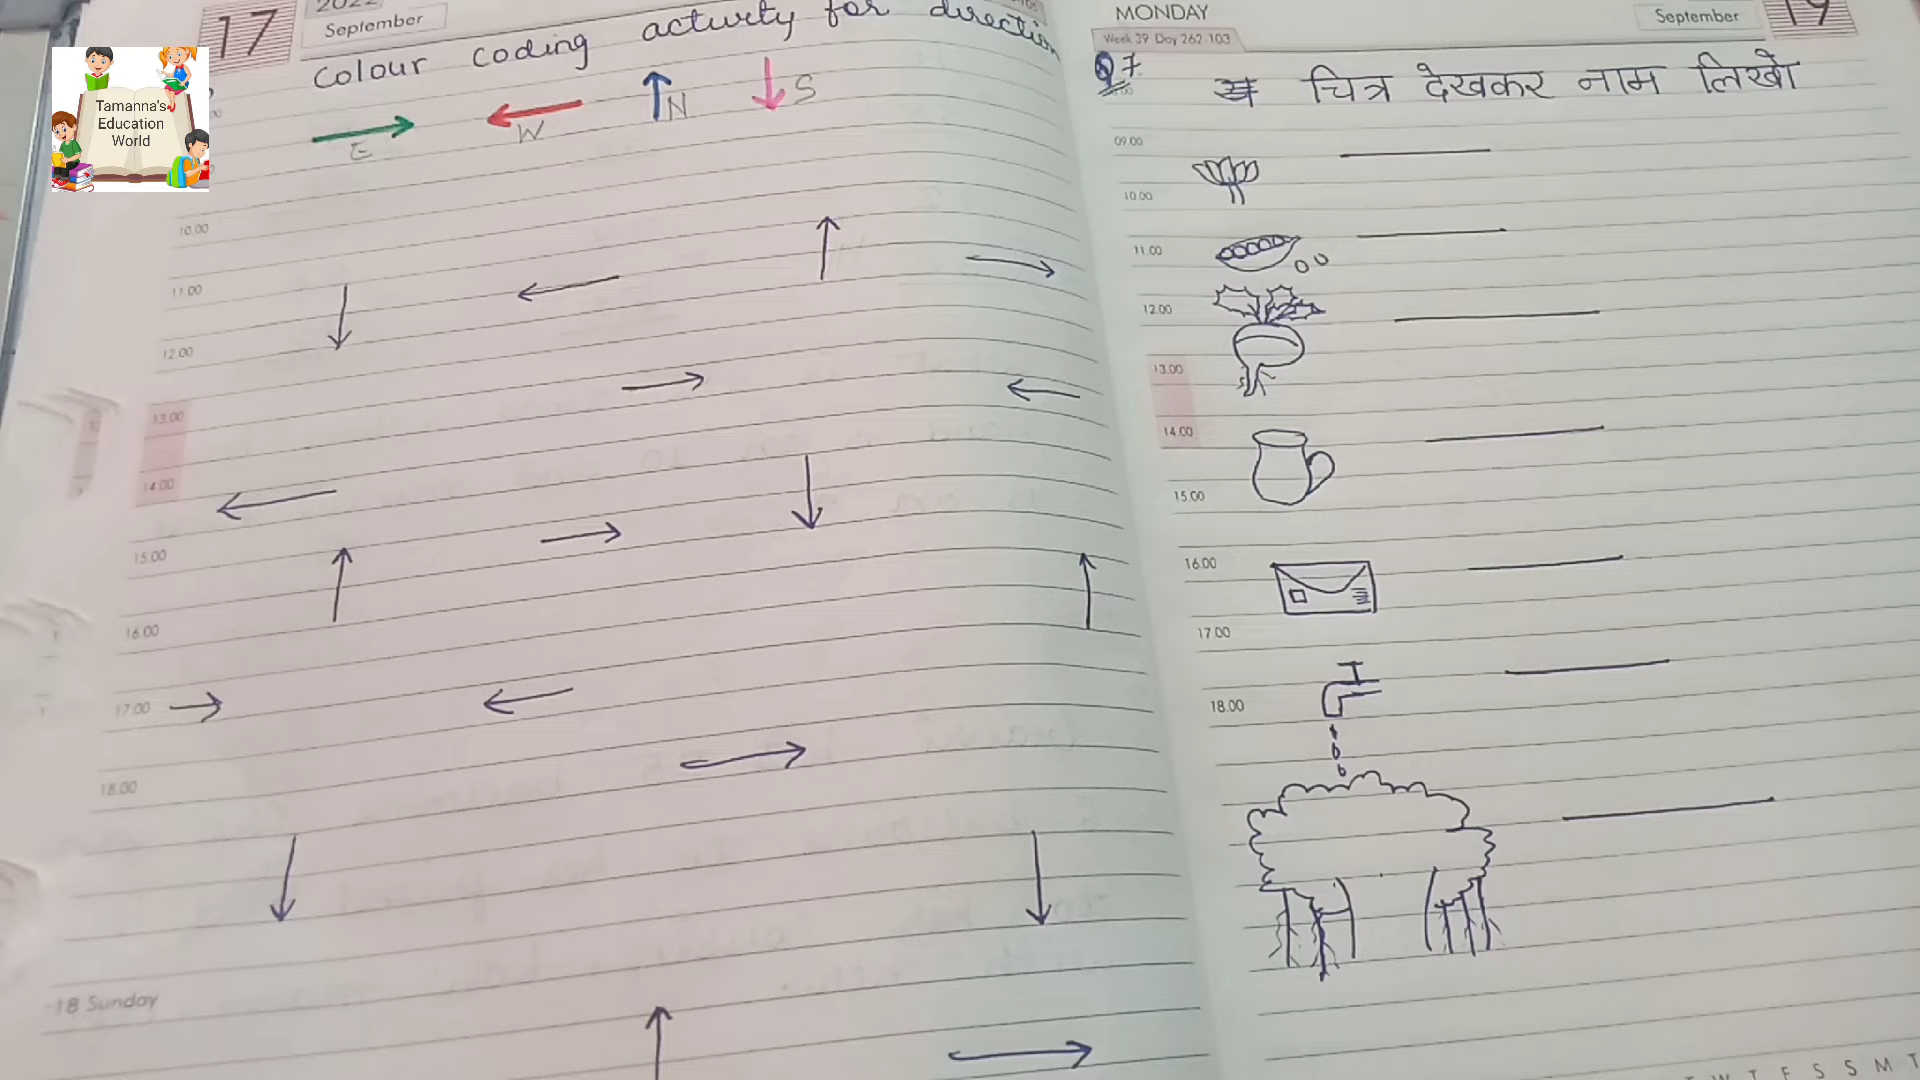 17
2022
September
colour coding activity for direction
E
W
N
S
Tamanna's
Education
World
10.00
11.00
12.00
13.00
14.00
15.00
16.00
17.00
18.00
18 Sunday
MONDAY
September
19
Week 39 Day 262-103
Q7
चित्र देखकर नाम लिखो
09.00
10.00
11.00
12.00
13.00
14.00
15.00
16.00
17.00
18.00
T W T F S S M T